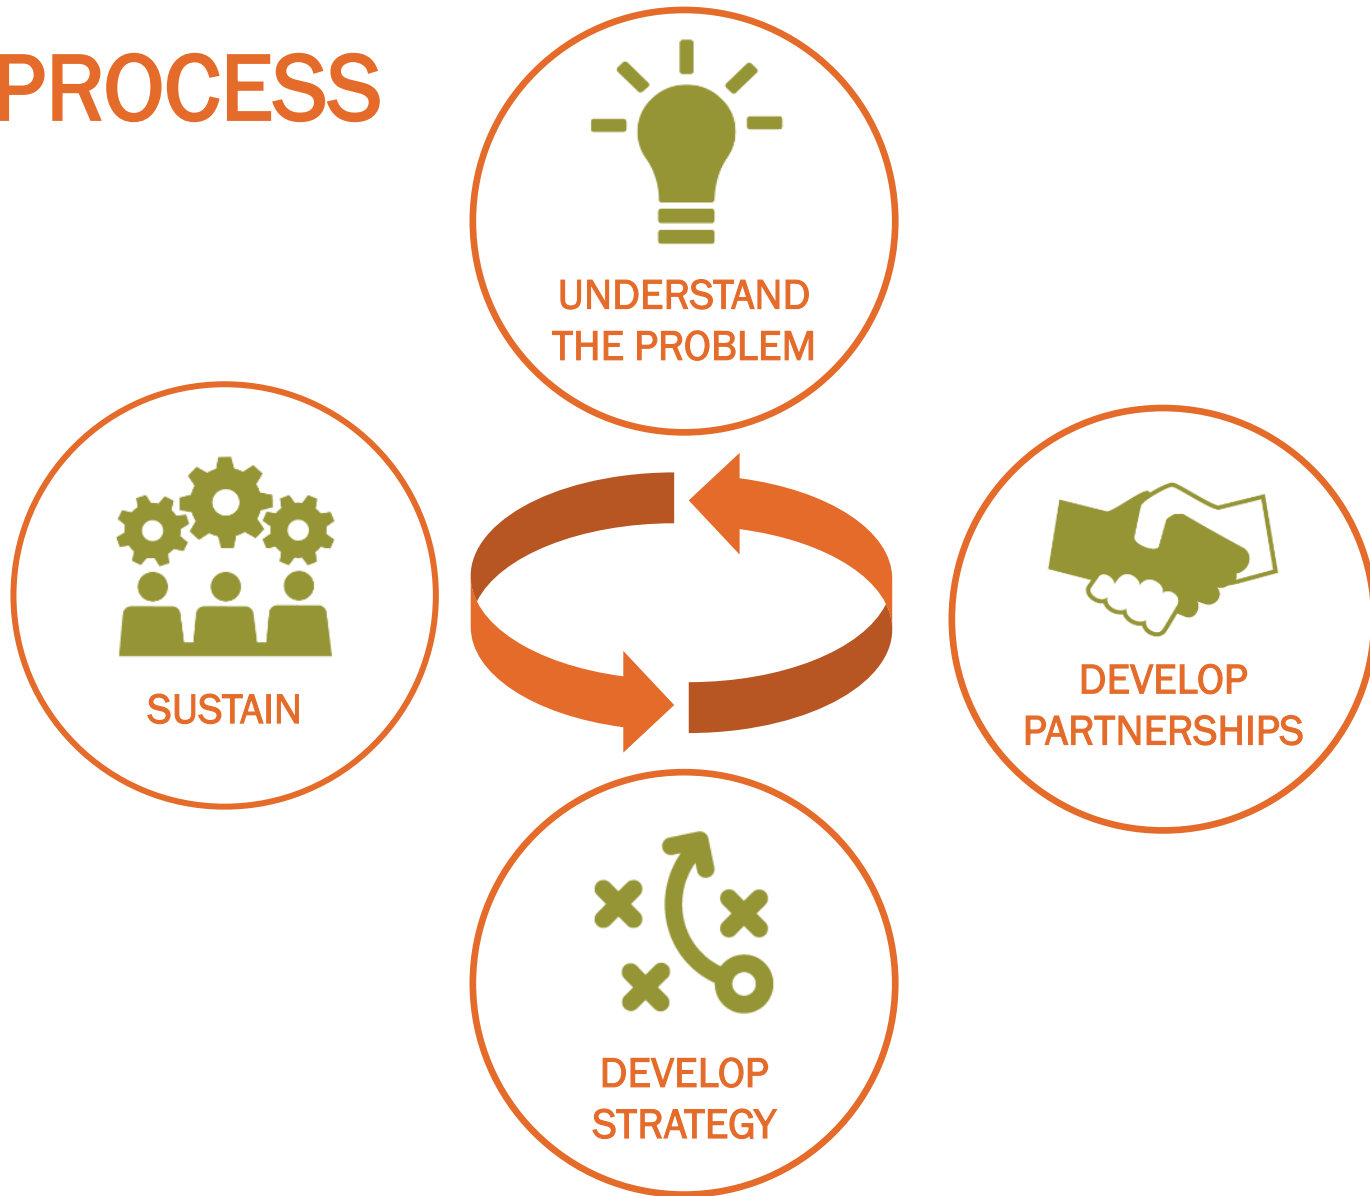 PROCESS
UNDERSTAND
THE PROBLEM
SUSTAIN
DEVELOP
PARTNERSHIPS
DEVELOP
STRATEGY